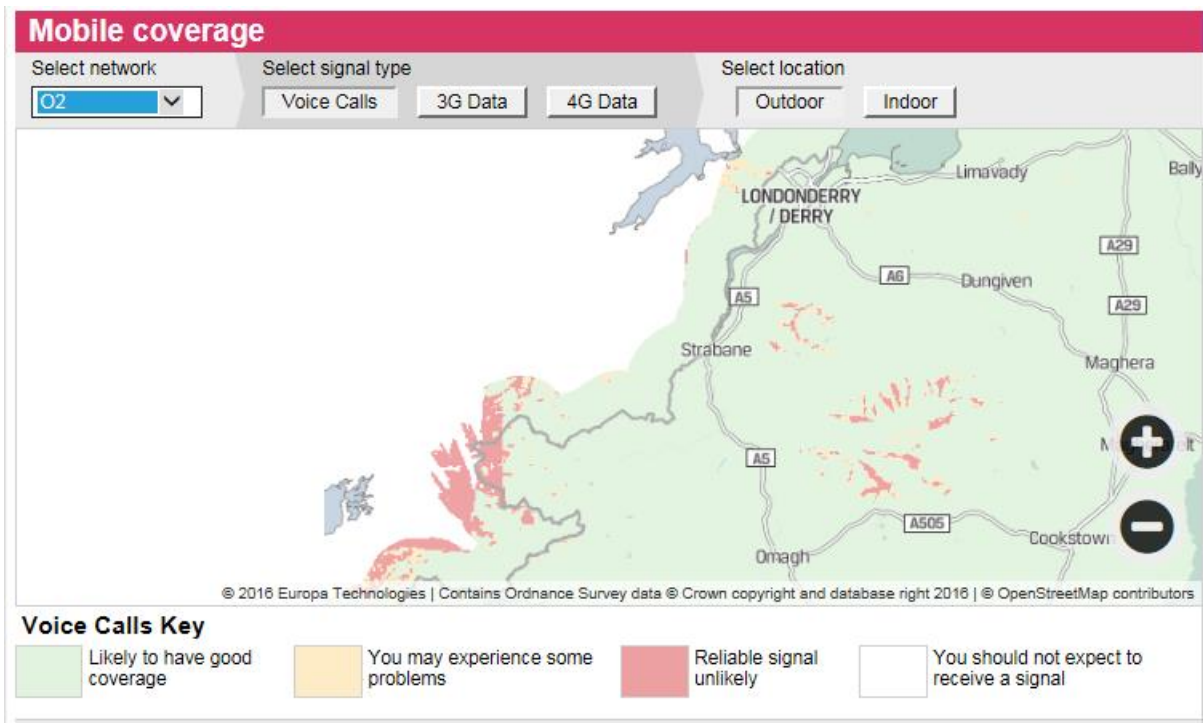 Mobile coverage
Select network
Select signal type
Select location
O2
Voice Calls
3G Data
4G Data
Outdoor
Indoor
Limavady
Bally
LONDONDERRY
/ DERRY
A29
A6
Dungiven
A5
A29
Strabane
Maghera
A5
A505
Cookstown
Omagh
© 2016 Europa Technologies | Contains Ordnance Survey data © Crown copyright and database right 2016 | © OpenStreetMap contributors
Voice Calls Key
Likely to have good
coverage
You may experience some
problems
Reliable signal
unlikely
You should not expect to
receive a signal